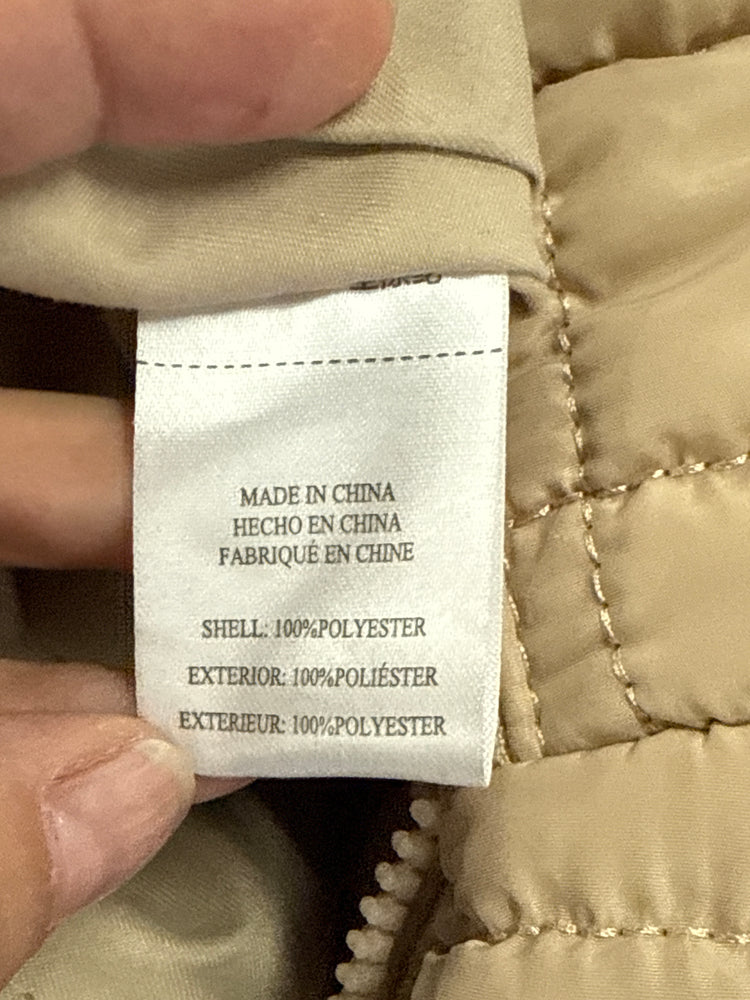 MADE IN CHINA
HECHO EN CHINA
FABRIQUÉ EN CHINE
SHELL: 100%POLYESTER
EXTERIOR: 100%POLIÉSTER
EXTERIEUR: 100%POLYESTER